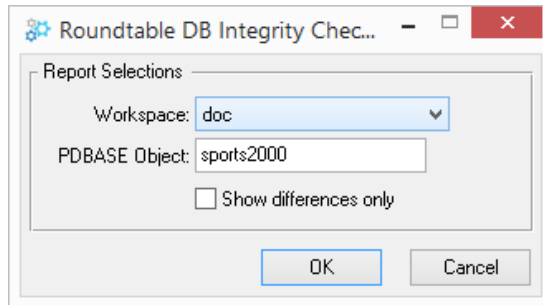 Roundtable DB Integrity Chec...
Report Selections
Workspace: doc
PDBASE Object: sports2000
Show differences only
OK Cancel